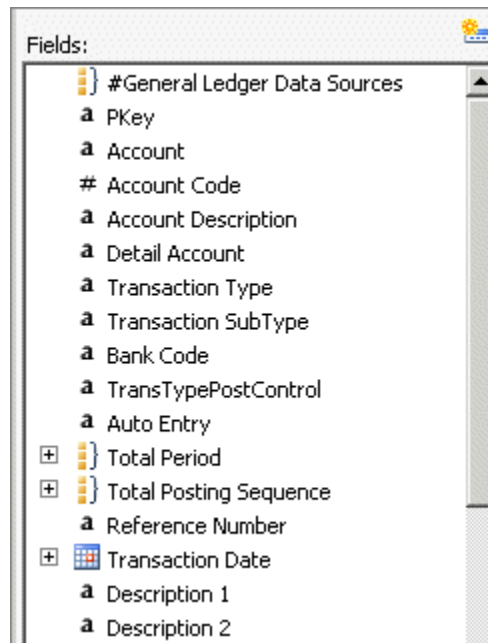 Fields:
#General Ledger Data Sources
a PKey
a Account
# Account Code
a Account Description
a Detail Account
a Transaction Type
a Transaction SubType
a Bank Code
a TransTypePostControl
a Auto Entry
Total Period
Total Posting Sequence
a Reference Number
Transaction Date
a Description 1
a Description 2